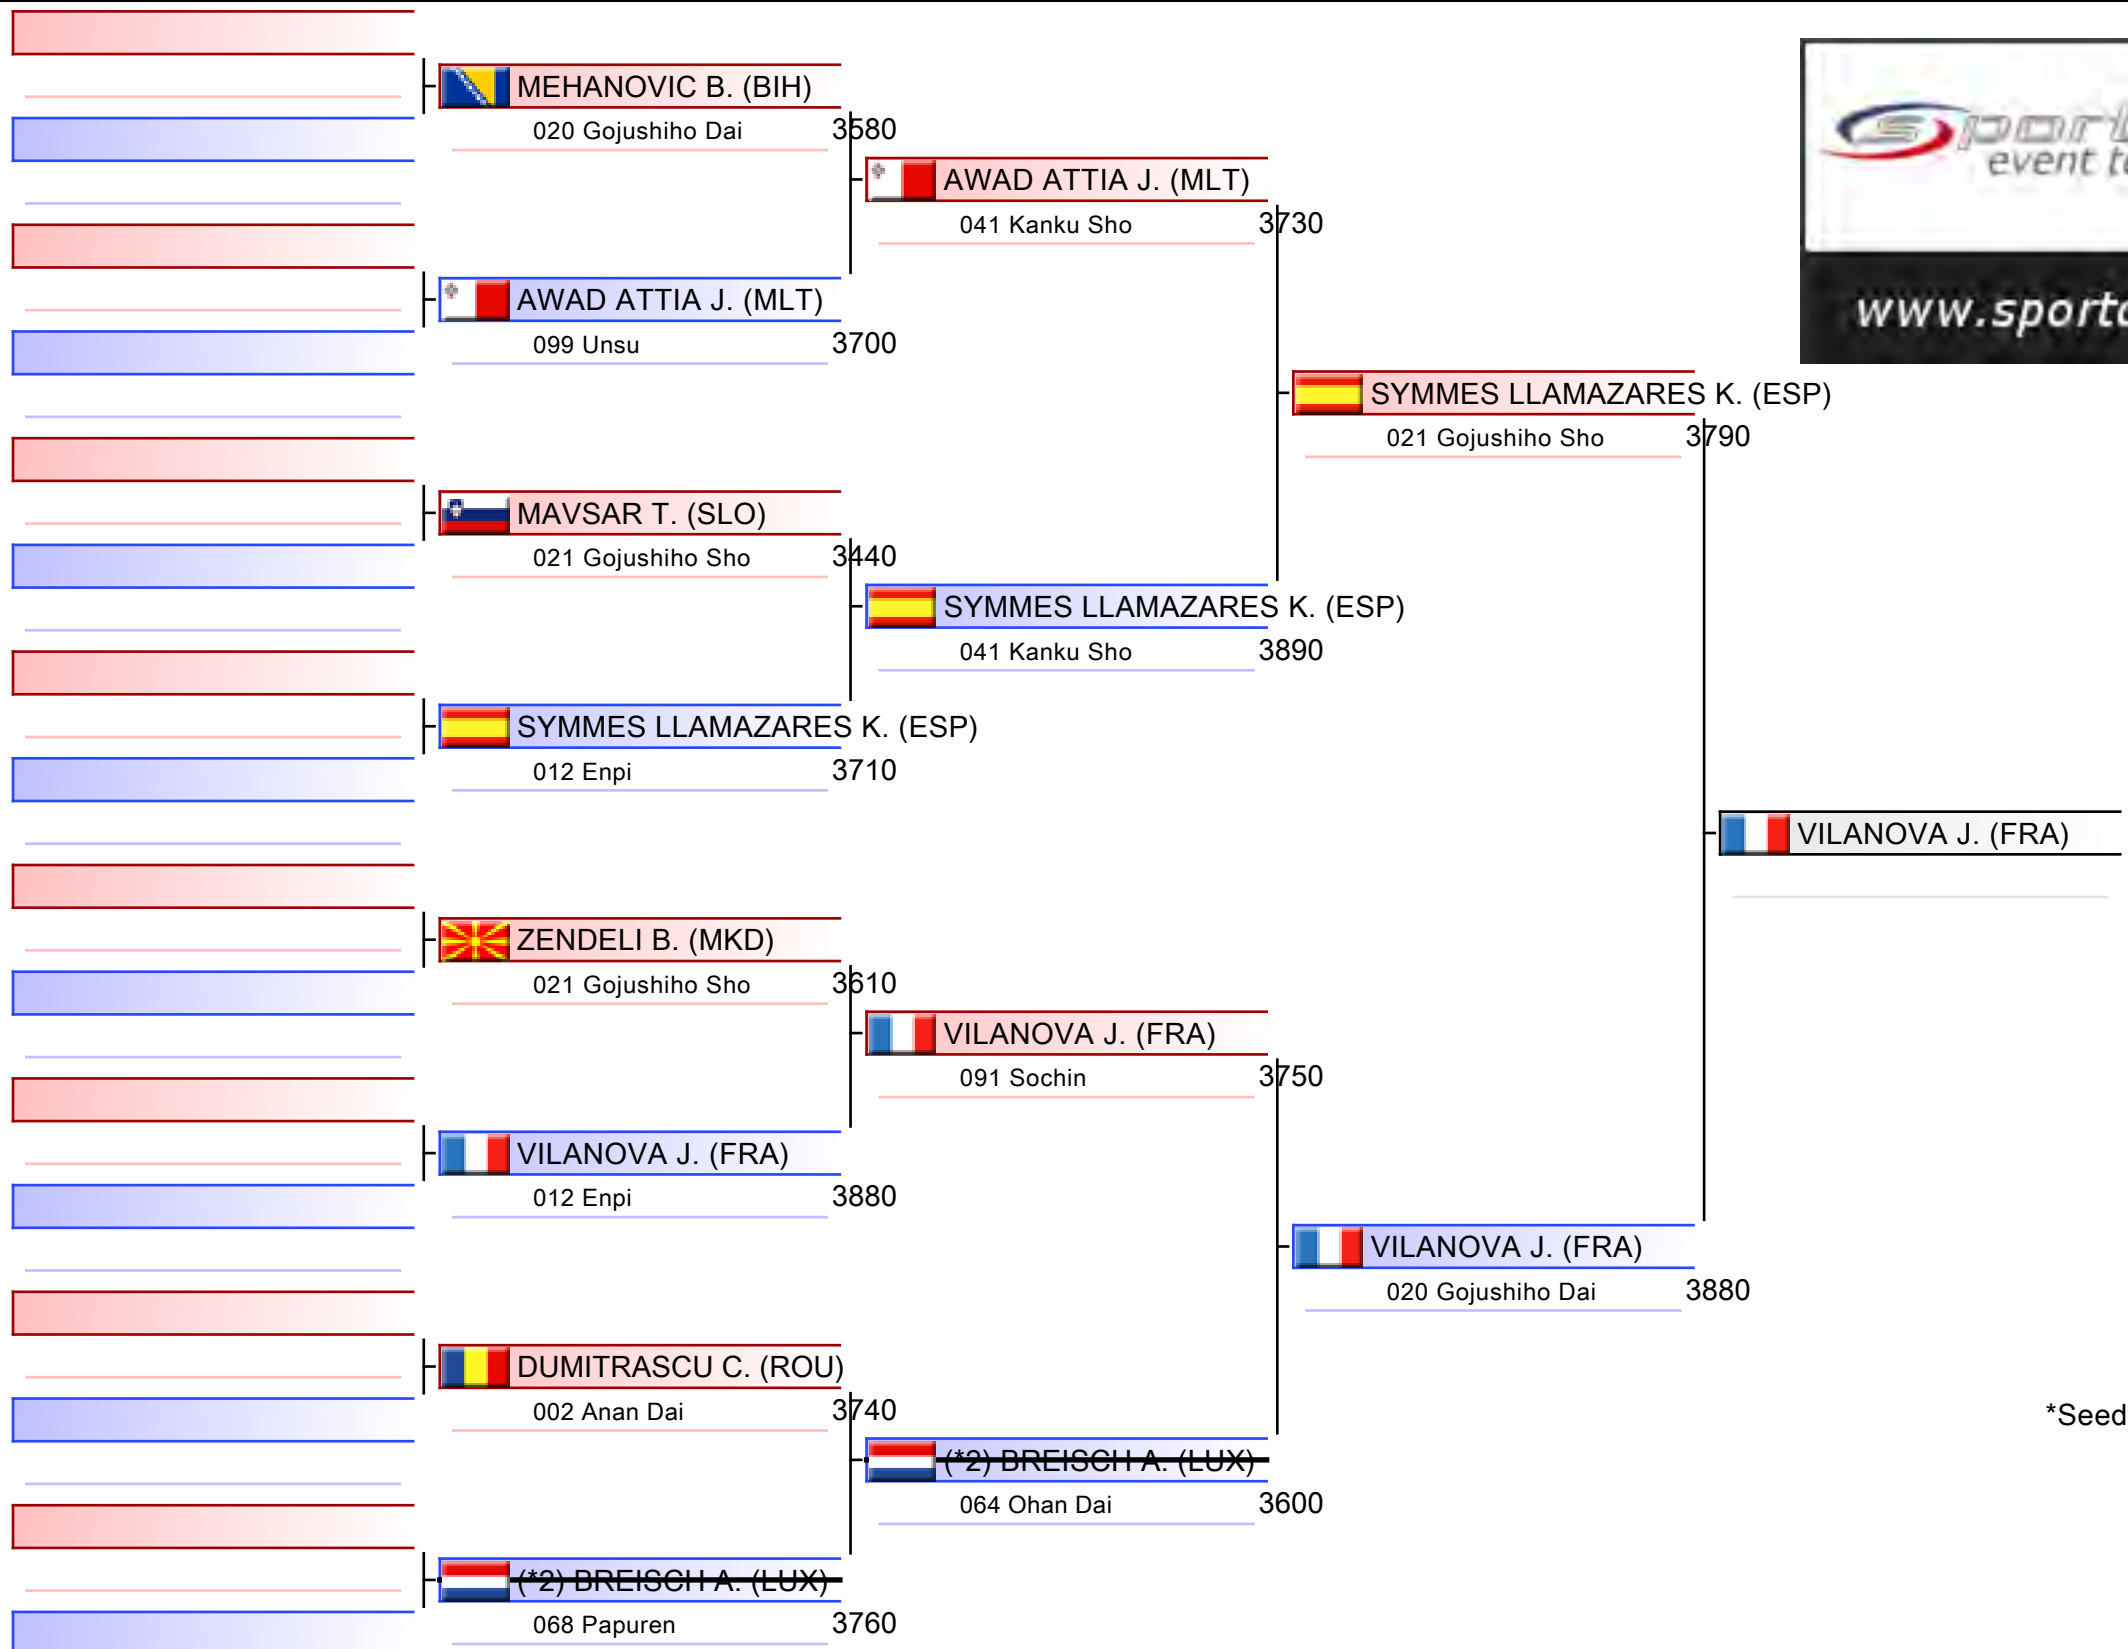 MEHANOVIC B. (BIH)
020 Gojushiho Dai 3580
AWAD ATTIA J. (MLT)
041 Kanku Sho 3730
AWAD ATTIA J. (MLT)
099 Unsu 3700
SYMMES LLAMAZARES K. (ESP)
021 Gojushiho Sho 3790
MAVSAR T. (SLO)
021 Gojushiho Sho 3440
SYMMES LLAMAZARES K. (ESP)
041 Kanku Sho 3890
SYMMES LLAMAZARES K. (ESP)
012 Enpi 3710
VILANOVA J. (FRA)
ZENDELI B. (MKD)
021 Gojushiho Sho 3610
VILANOVA J. (FRA)
091 Sochin 3750
VILANOVA J. (FRA)
012 Enpi 3880
VILANOVA J. (FRA)
020 Gojushiho Dai 3880
DUMITRASCU C. (ROU)
002 Anan Dai 3740
*Seed
(*2) BREISCH A. (LUX)
064 Ohan Dai 3600
(*2) BREISCH A. (LUX)
068 Papuren 3760
event